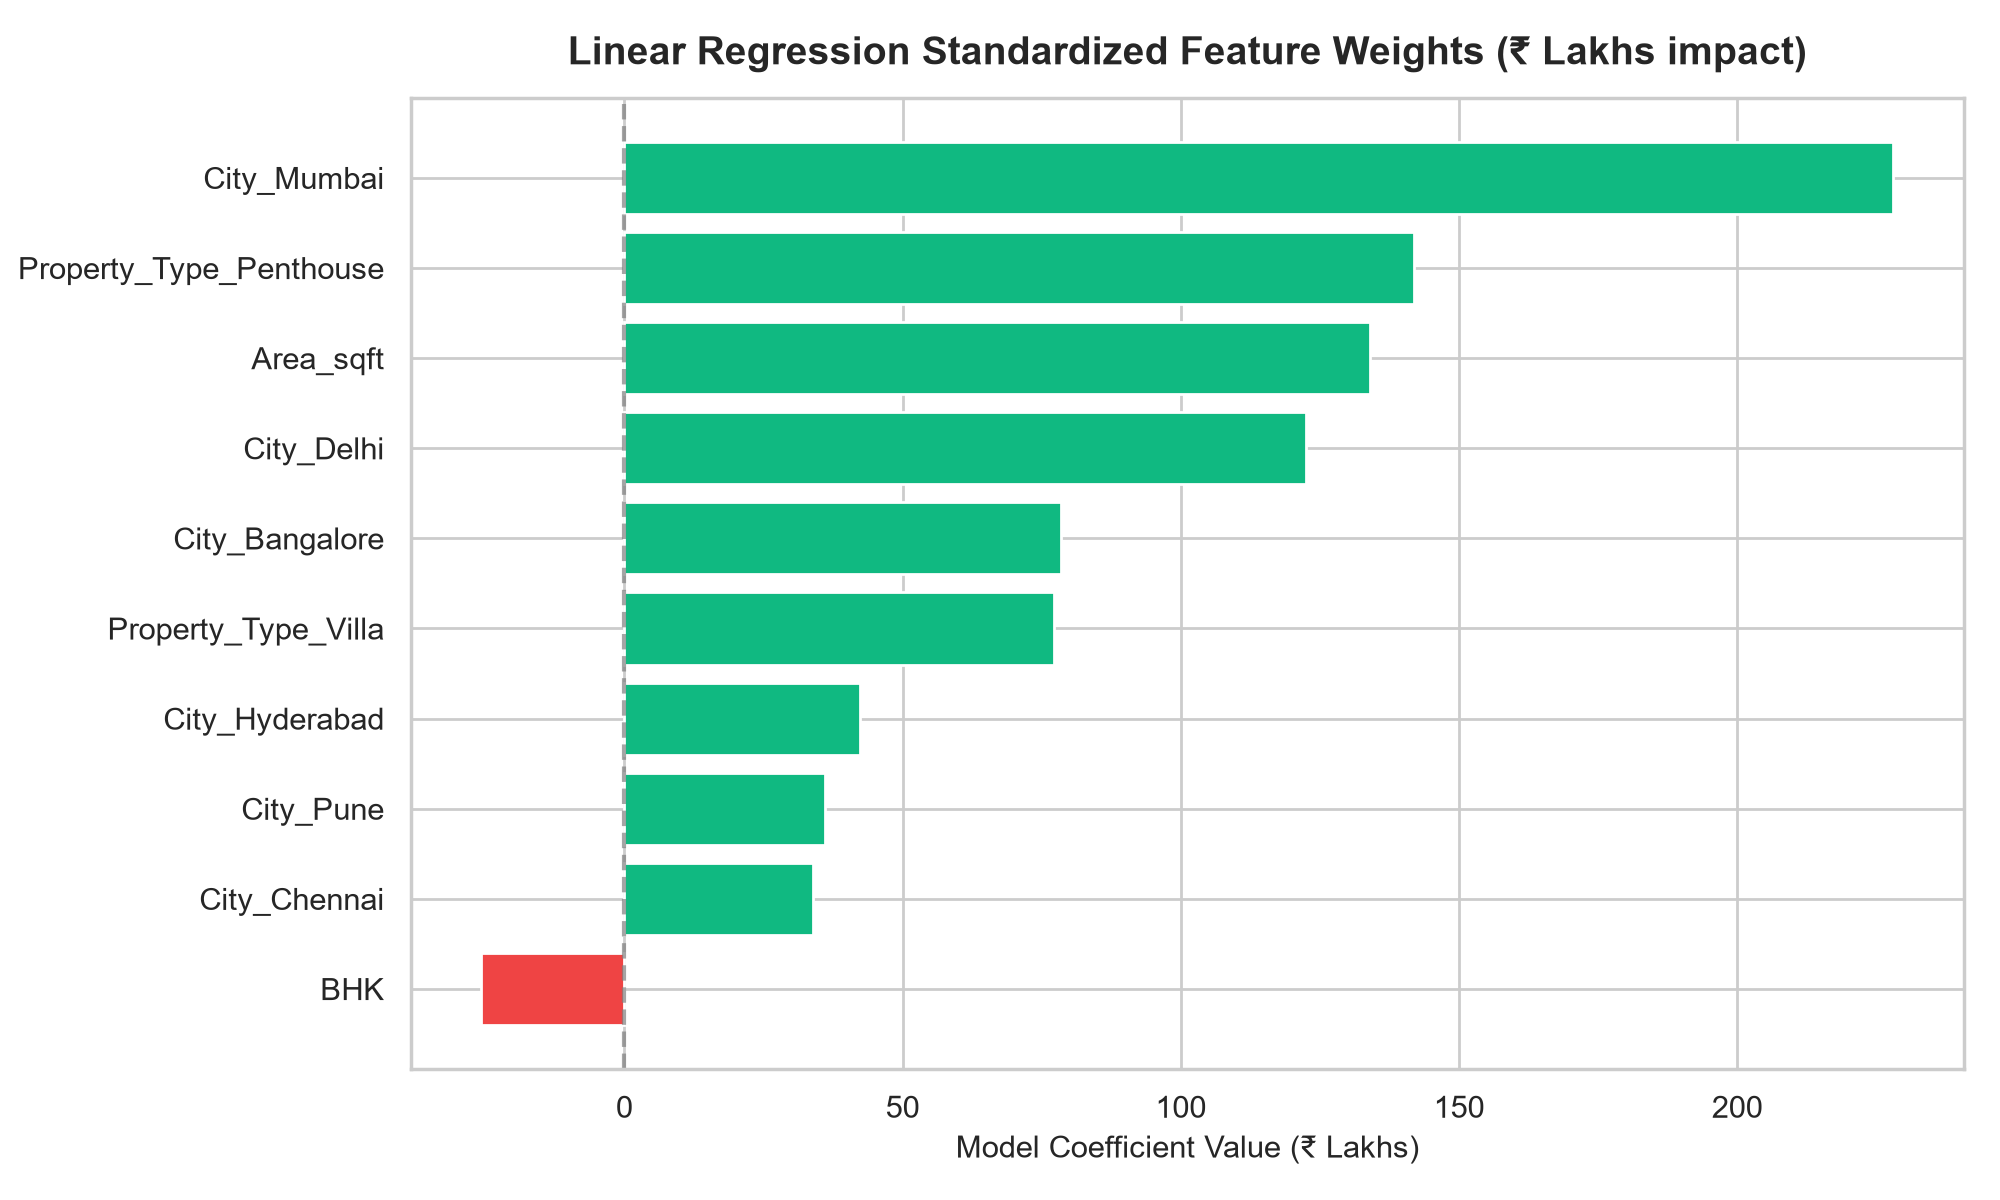 Linear Regression Standardized Feature Weights (₹ Lakhs impact)
City_Mumbai
Property_Type_Penthouse
Area_sqft
City_Delhi
City_Bangalore
Property_Type_Villa
City_Hyderabad
City_Pune
City_Chennai
BHK
0 50 100 150 200
Model Coefficient Value (₹ Lakhs)